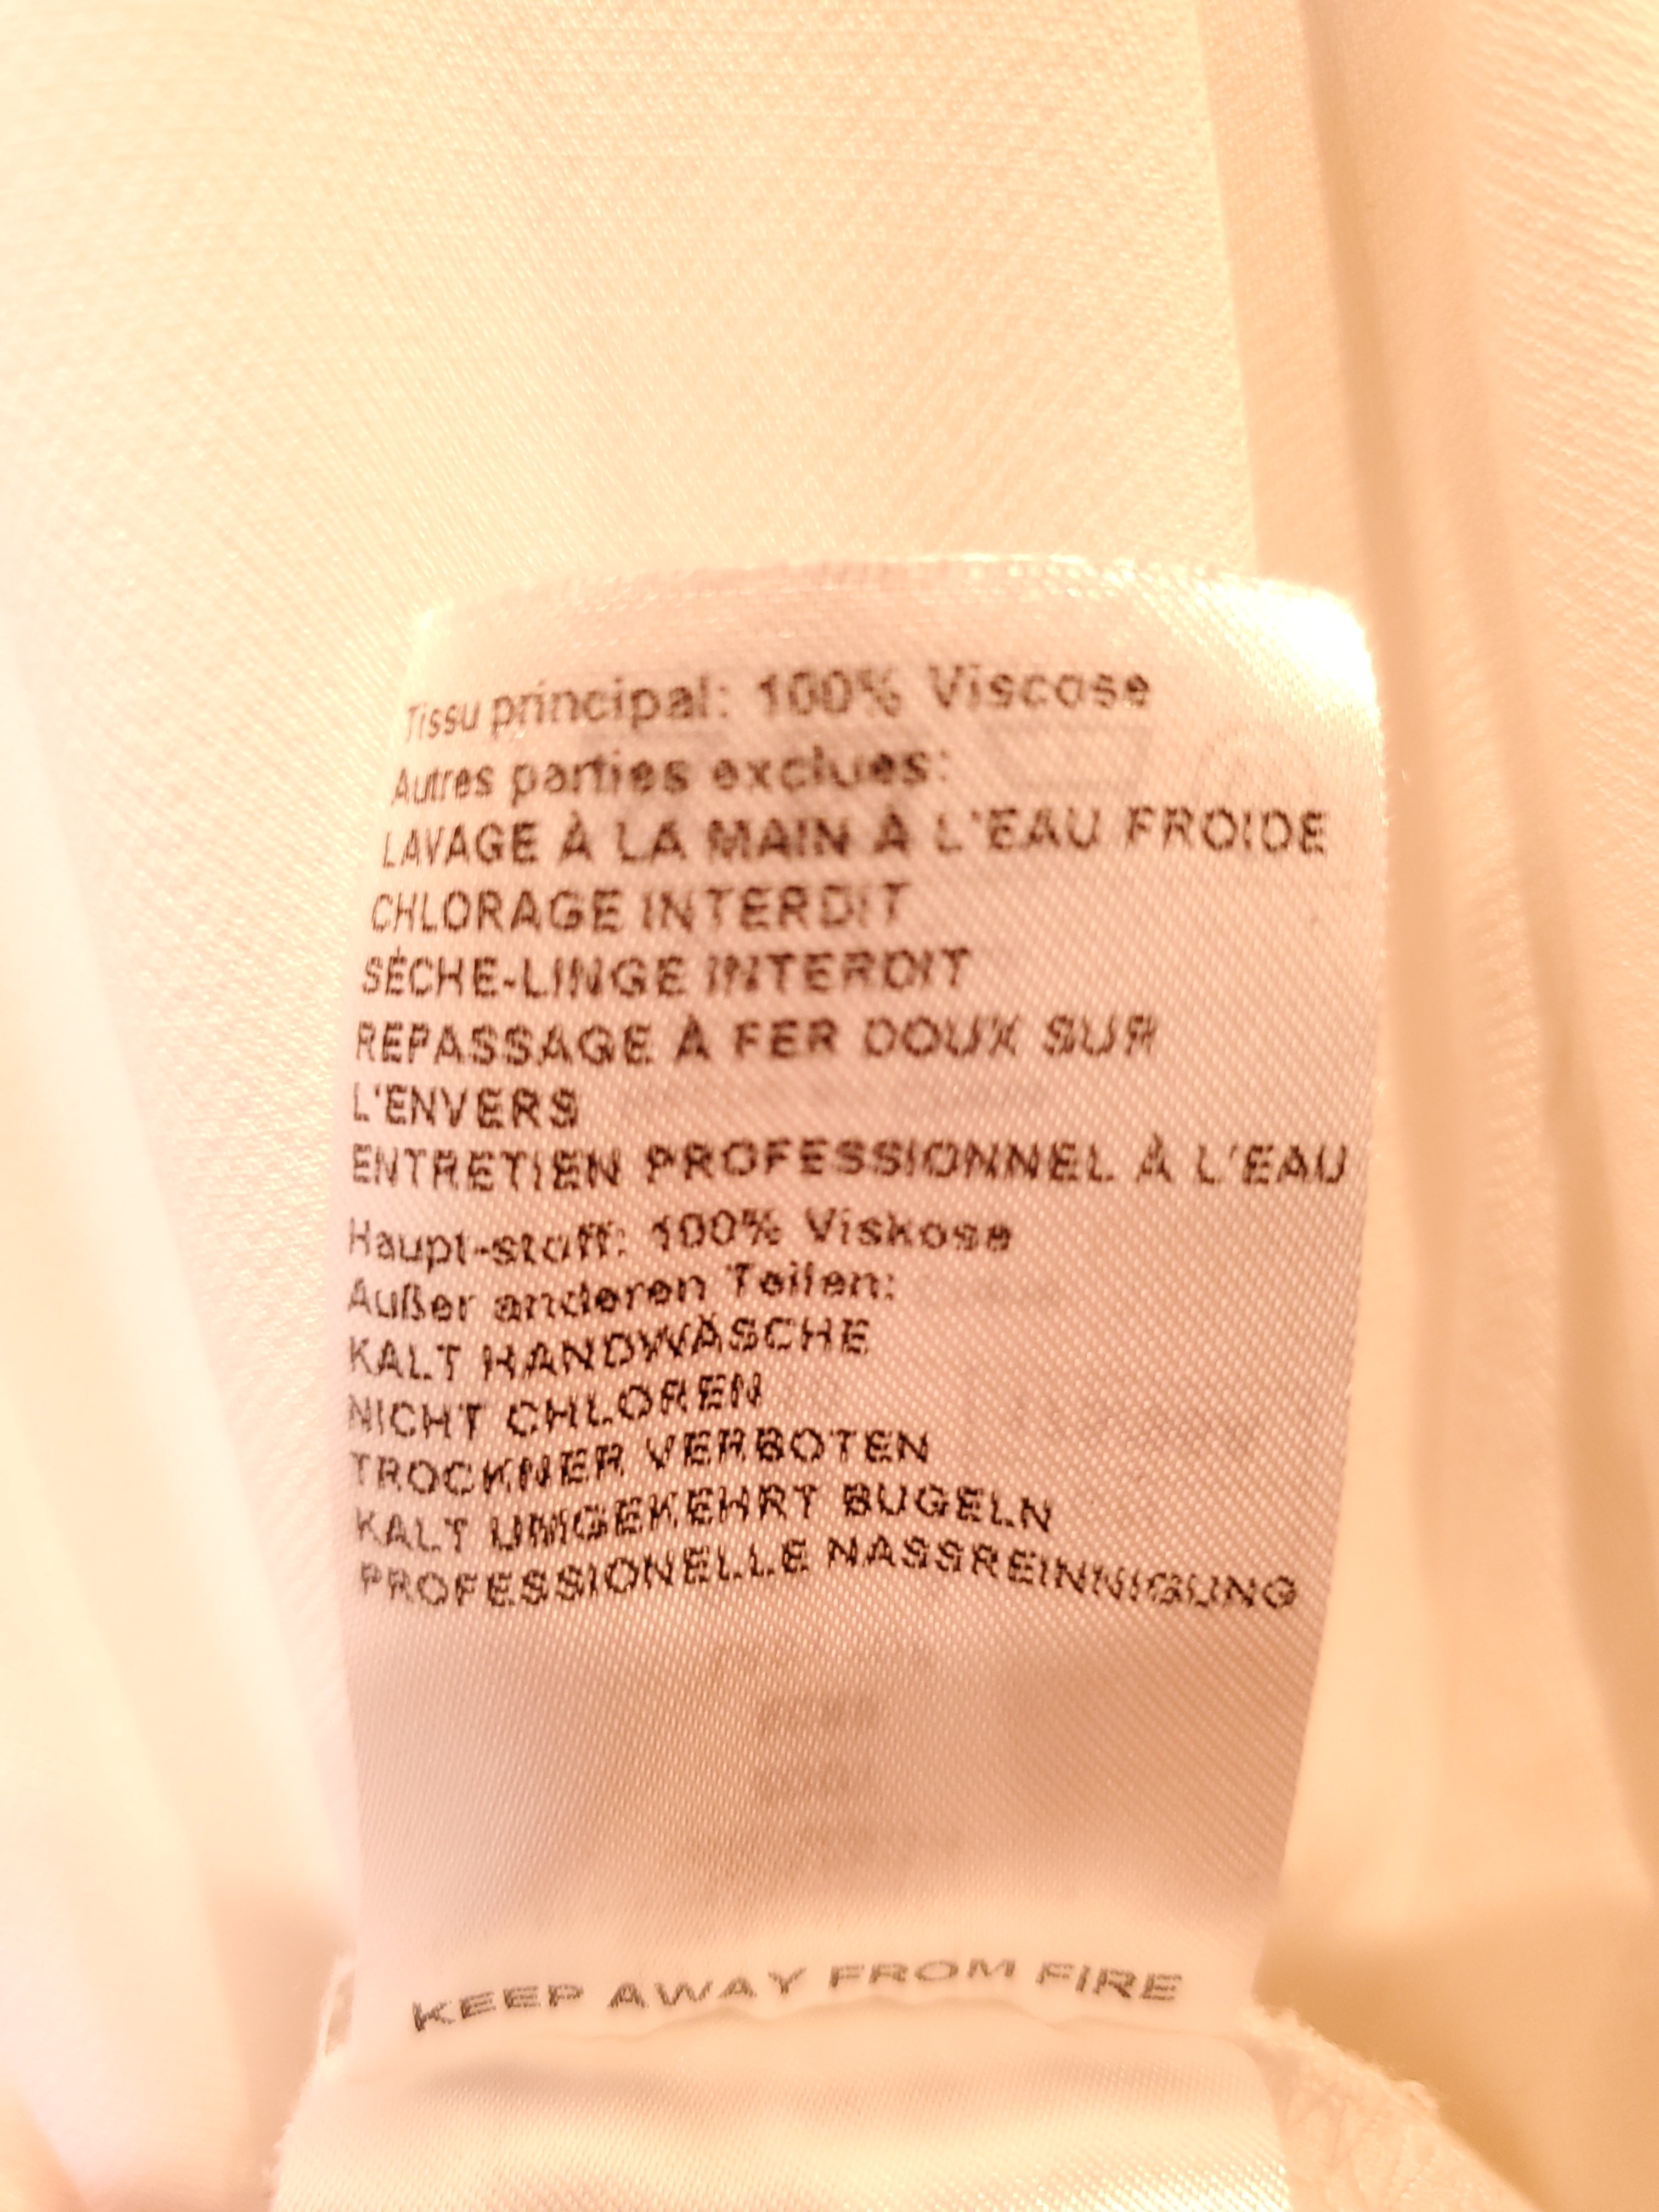 Tissu principal: 100% Viscose
Autres parties exclues:
LAVAGE À LA MAIN À L'EAU FROIDE
CHLORAGE INTERDIT
SÉCHE-LINGE INTERDIT
REPASSAGE À FER DOUX SUR
L'ENVERS
ENTRETIEN PROFESSIONNEL À L'EAU
Haupt-stoff: 100% Viskose
Außer anderen Teilen:
KALT HANDWÄSCHE
NICHT CHLOREN
TROCKNER VERBOTEN
KALT UMGEKEHRT BUGELN
PROFESSIONELLE NASSREINNIGUNG
KEEP AWAY FROM FIRE